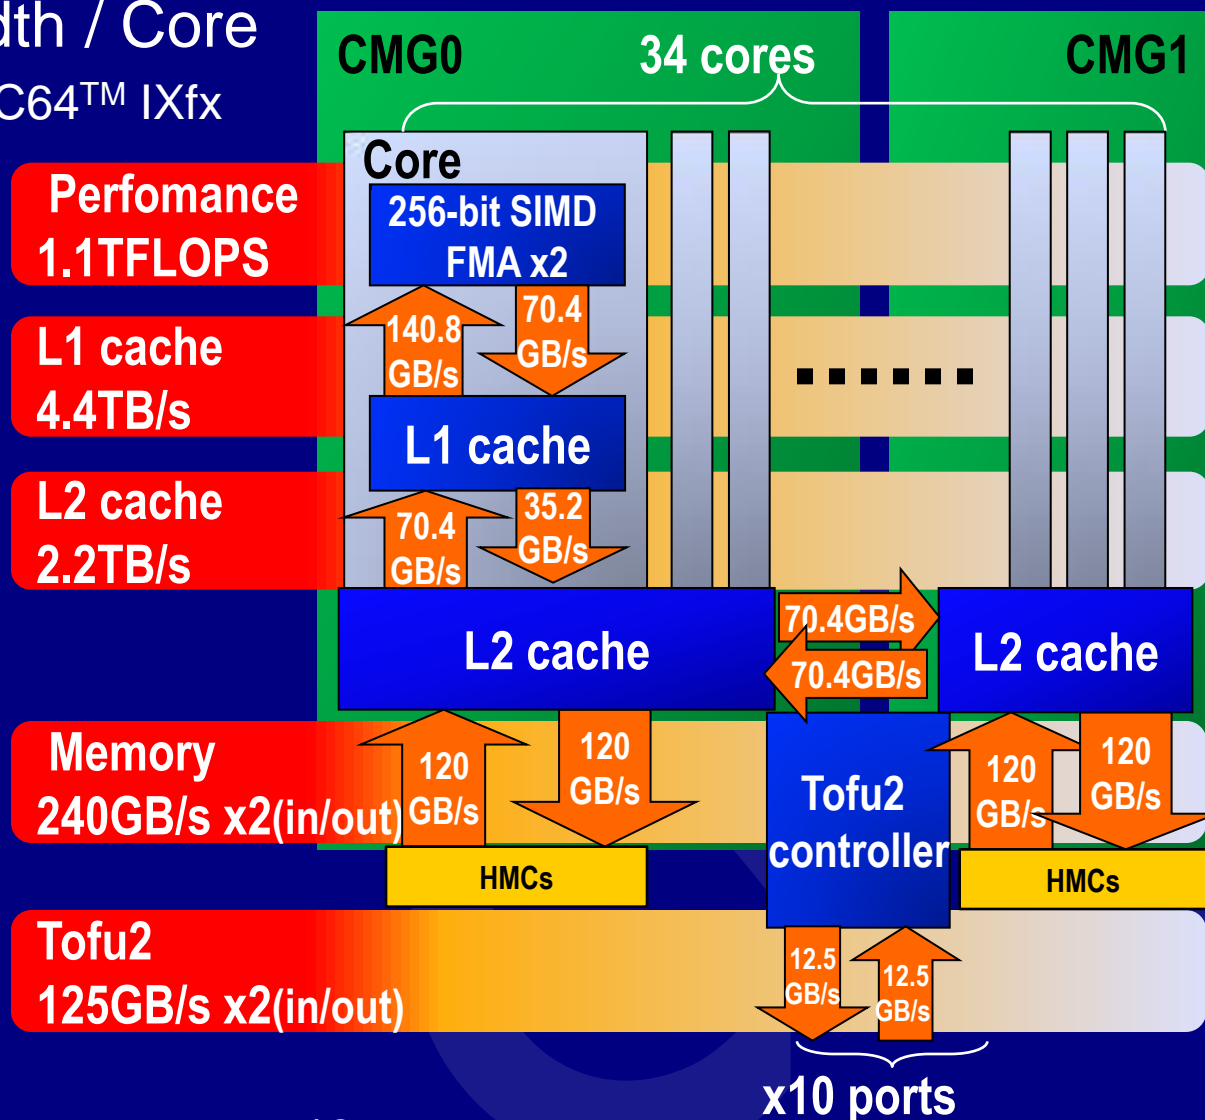 dth / Core
C64™ IXfx
CMG0
34 cores
CMG1
Core
Perfomance
1.1TFLOPS
256-bit SIMD
FMA x2
L1 cache
4.4TB/s
140.8
GB/s
70.4
GB/s
L1 cache
L2 cache
2.2TB/s
70.4
GB/s
35.2
GB/s
L2 cache
70.4GB/s
70.4GB/s
L2 cache
Memory
240GB/s x2(in/out)
120
GB/s
120
GB/s
Tofu2
controller
120
GB/s
120
GB/s
HMCs
HMCs
Tofu2
125GB/s x2(in/out)
12.5
GB/s
12.5
GB/s
x10 ports